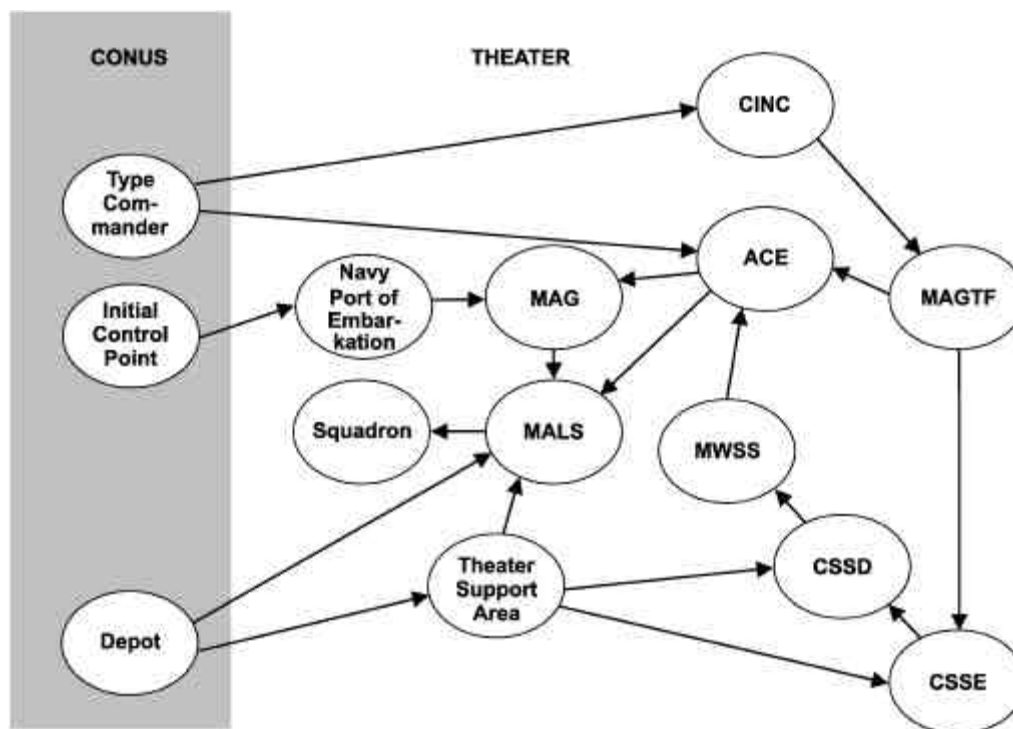 CONUS
THEATER
CINC
Type
Com-
mander
ACE
MAGTF
Navy
Port of
Embar-
kation
MAG
Initial
Control
Point
Squadron
MALS
MWSS
Theater
Support
Area
CSSD
Depot
CSSE